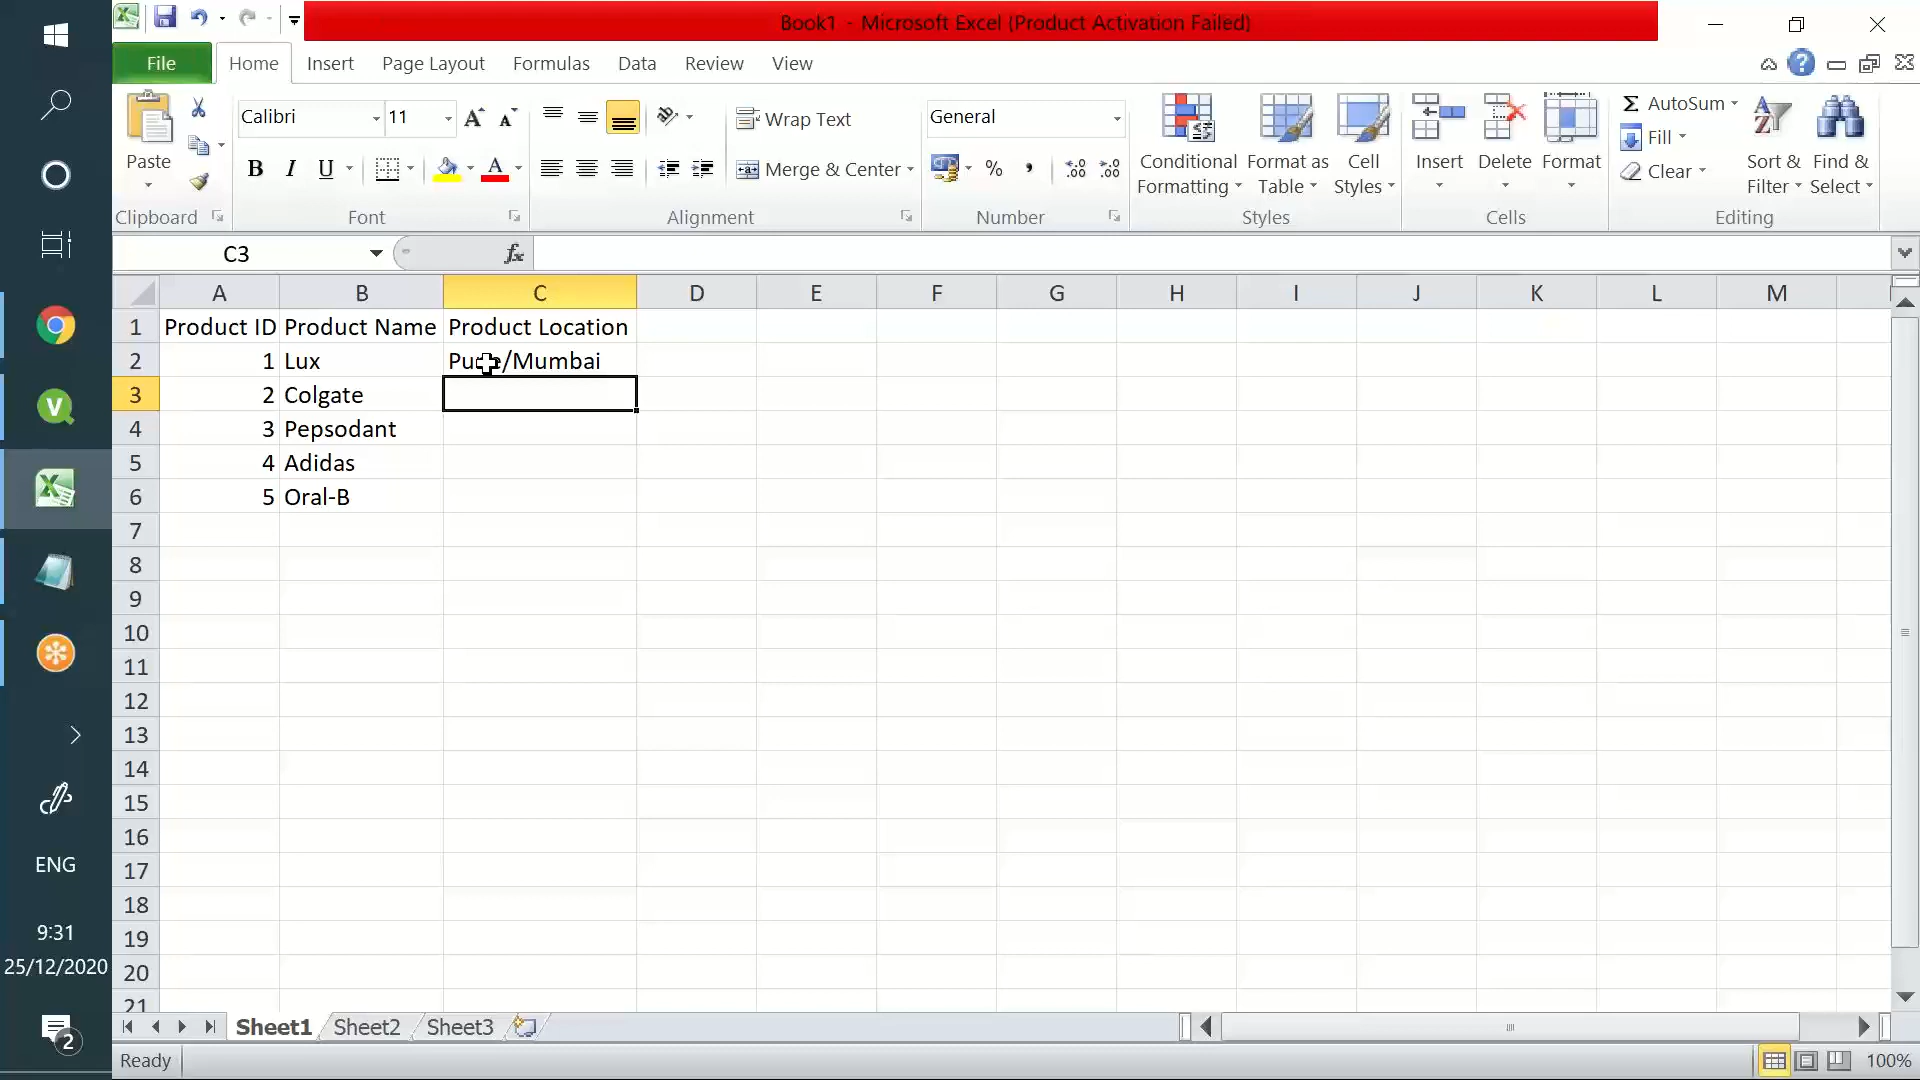 Book1 - Microsoft Excel (Product Activation Failed)
File Home Insert Page Layout Formulas Data Review View
Paste
Clipboard
Calibri 11
B I U
Font
Wrap Text
Merge & Center
Alignment
General
%
Number
Conditional Formatting
Format as Table
Cell Styles
Styles
Insert
Delete
Format
Cells
Σ AutoSum
Fill
Clear
Sort & Filter
Find & Select
Editing
C3 fx
A B C D E F G H I J K L M
1 Product ID Product Name Product Location
2 1 Lux /Mumbai
3 2 Colgate
4 3 Pepsodant
5 4 Adidas
6 5 Oral-B
7
8
9
10
11
12
13
14
15
16
17
18
19
20
21
Sheet1 Sheet2 Sheet3
Ready
100%
ENG
9:31
25/12/2020
2